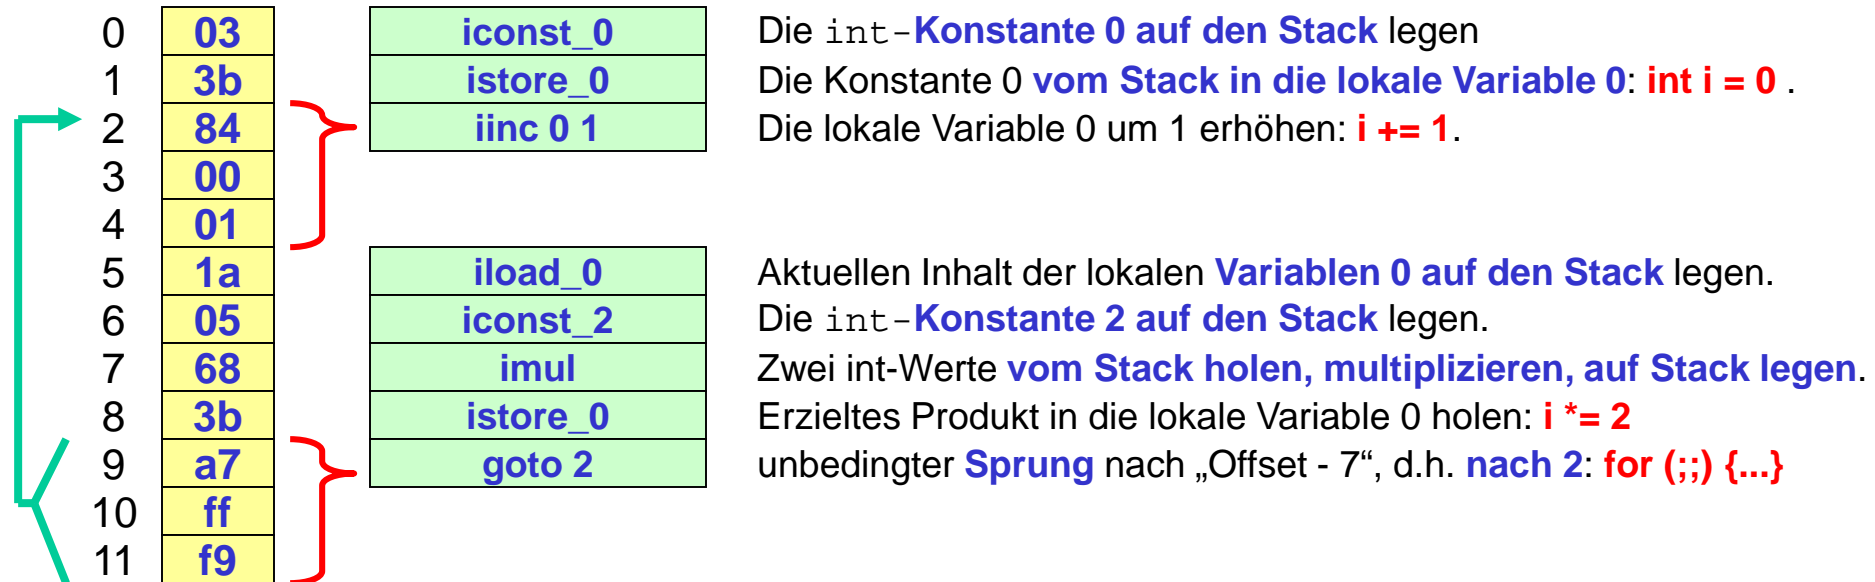 0 03 iconst_0 Die int-Konstante 0 auf den Stack legen
1 3b istore_0 Die Konstante 0 vom Stack in die lokale Variable 0: int i = 0 .
2 84 iinc 0 1 Die lokale Variable 0 um 1 erhöhen: i += 1.
3 00
4 01
5 1a iload_0 Aktuellen Inhalt der lokalen Variablen 0 auf den Stack legen.
6 05 iconst_2 Die int-Konstante 2 auf den Stack legen.
7 68 imul Zwei int-Werte vom Stack holen, multiplizieren, auf Stack legen.
8 3b istore_0 Erzieltes Produkt in die lokale Variable 0 holen: i *= 2
9 a7 goto 2 unbedingter Sprung nach „Offset - 7“, d.h. nach 2: for (;;) {...}
10 ff
11 f9